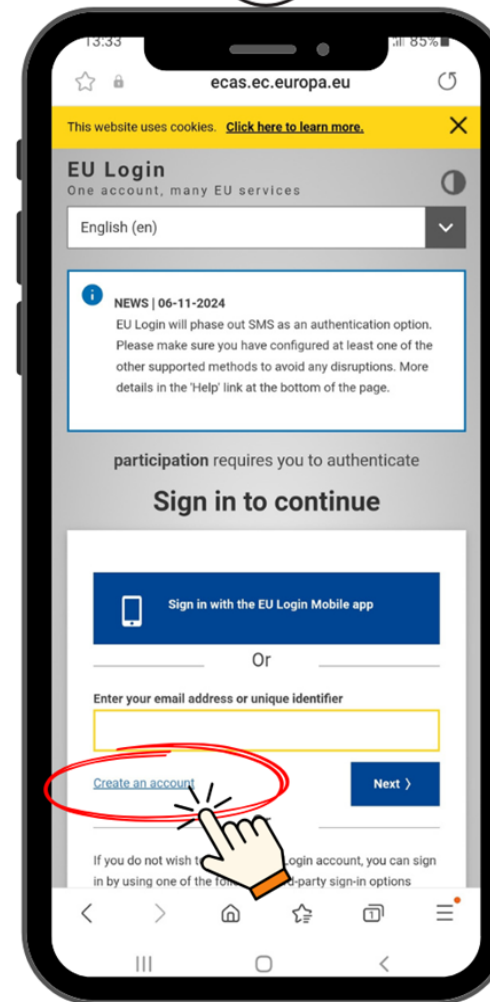 13:33 85%
ecas.ec.europa.eu
This website uses cookies. Click here to learn more.
EU Login
One account, many EU services
English (en)
NEWS | 06-11-2024
EU Login will phase out SMS as an authentication option.
Please make sure you have configured at least one of the
other supported methods to avoid any disruptions. More
details in the 'Help' link at the bottom of the page.
participation requires you to authenticate
Sign in to continue
Sign in with the EU Login Mobile app
Or
Enter your email address or unique identifier
Create an account
Next
If you do not wish Login account, you can sign
in by using one of the sign-in options
1